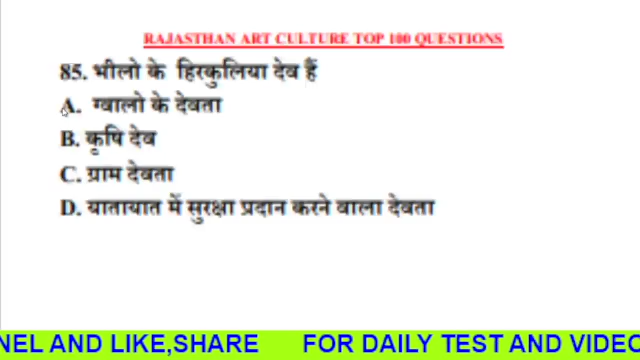 RAJASTHAN ART CULTURE TOP 100 QUESTIONS
85. भीलो के हिरकुलिया देव हैं
A. ग्वालो के देवता
B. कृषि देव
C. ग्राम देवता
D. यातायात में सुरक्षा प्रदान करने वाला देवता
NEL AND LIKE,SHARE FOR DAILY TEST AND VIDEO